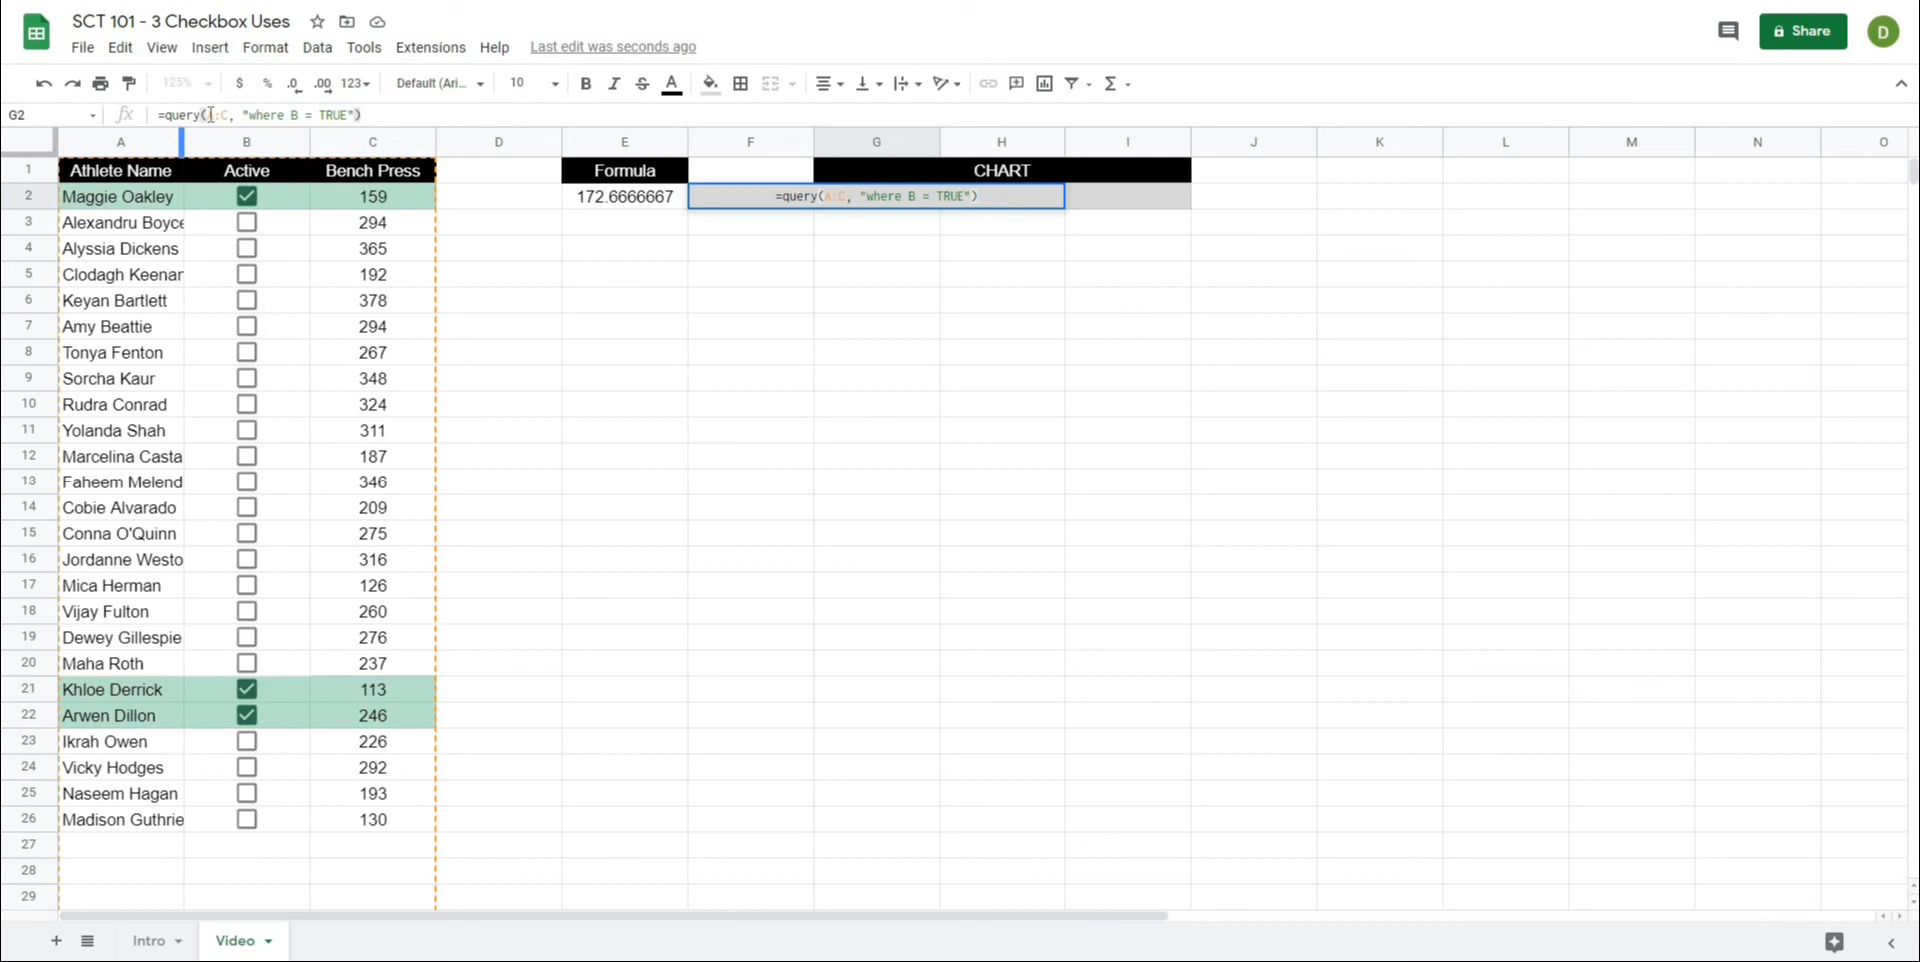 SCT 101 - 3 Checkbox Uses
File Edit View Insert Format Data Tools Extensions Help Last edit was seconds ago
Share
D
125% $ % .0 .00 123 Default (Ari... 10 B I S A
G2 fx =query(A:C, "where B = TRUE")
A B C D E F G H I J K L M N O
1 Athlete Name Active Bench Press Formula CHART
2 Maggie Oakley 159 172.6666667 =query(A:C, "where B = TRUE")
3 Alexandru Boyce 294
4 Alyssia Dickens 365
5 Clodagh Keenan 192
6 Keyan Bartlett 378
7 Amy Beattie 294
8 Tonya Fenton 267
9 Sorcha Kaur 348
10 Rudra Conrad 324
11 Yolanda Shah 311
12 Marcelina Casta 187
13 Faheem Melend 346
14 Cobie Alvarado 209
15 Conna O'Quinn 275
16 Jordanne Westo 316
17 Mica Herman 126
18 Vijay Fulton 260
19 Dewey Gillespie 276
20 Maha Roth 237
21 Khloe Derrick 113
22 Arwen Dillon 246
23 Ikrah Owen 226
24 Vicky Hodges 292
25 Naseem Hagan 193
26 Madison Guthrie 130
27
28
29
Intro Video